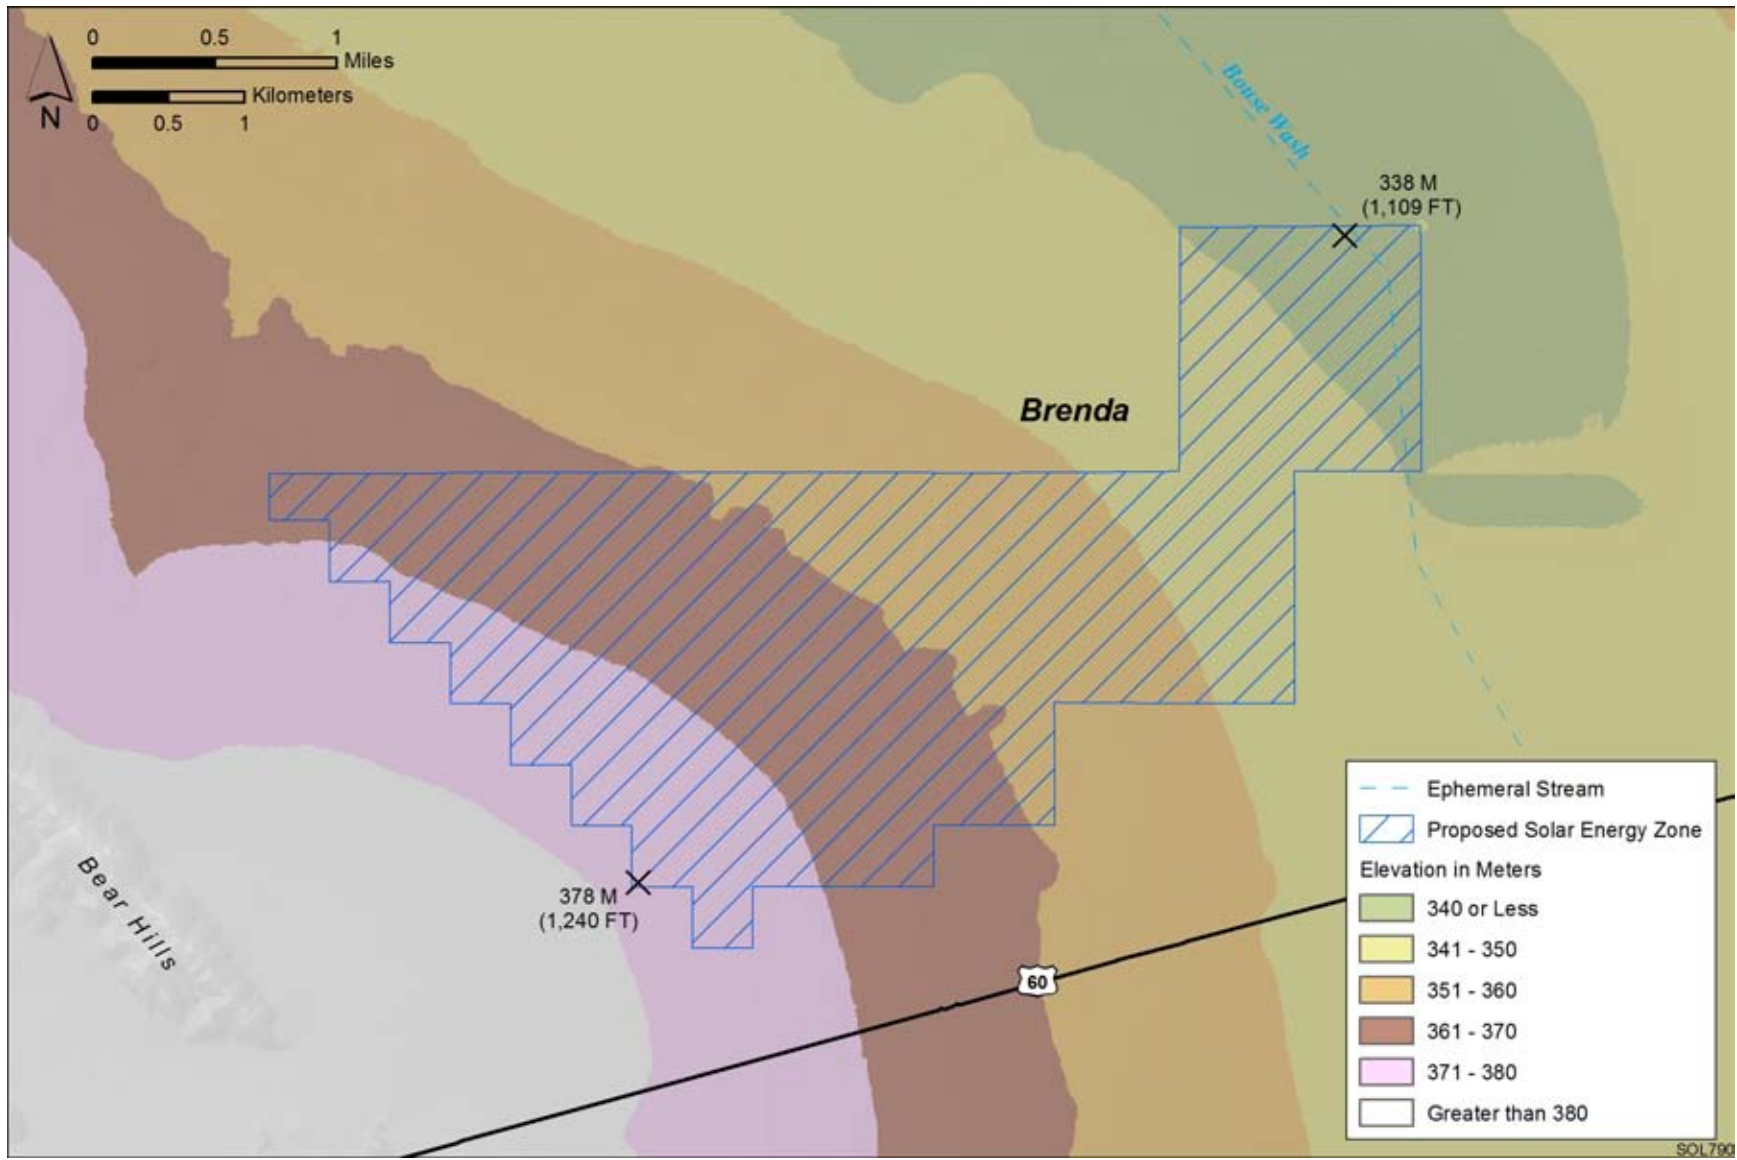 0 0.5 1
Miles
Kilometers
0 0.5 1
N
Bouse Wash
338 M
(1,109 FT)
Brenda
Bear Hills
378 M
(1,240 FT)
60
Ephemeral Stream
Proposed Solar Energy Zone
Elevation in Meters
340 or Less
341 - 350
351 - 360
361 - 370
371 - 380
Greater than 380
SOL790